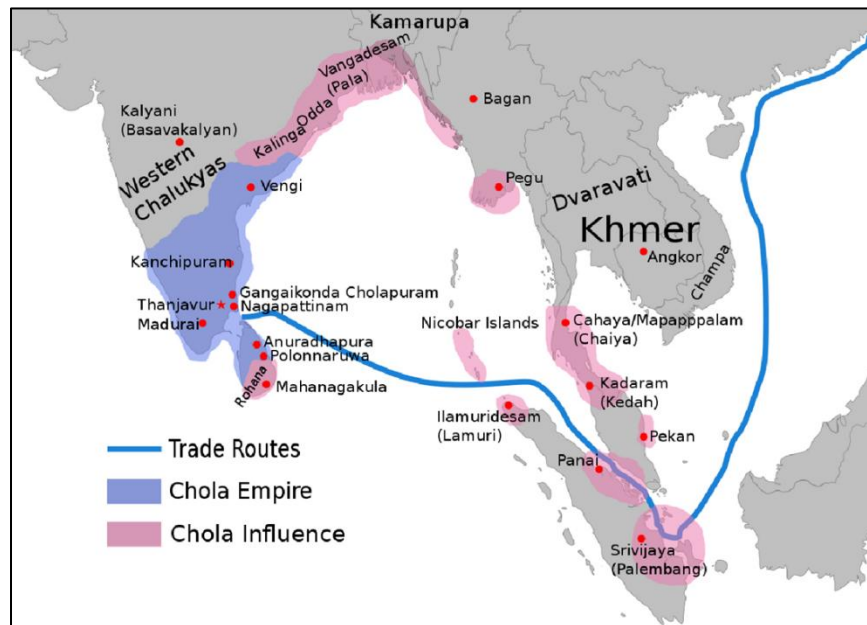 Kamarupa
Vangadesam
(Pala)
Odda
Kalinga
Kalyani
(Basavakalyan)
Western
Chalukyas
Vengi
Bagan
Pegu
Dvaravati
Khmer
Angkor
Champa
Kanchipuram
Gangaikonda Cholapuram
Thanjavur
Nagapattinam
Madurai
Nicobar Islands
Cahaya/Mapapppalam
(Chaiya)
Anuradhapura
Polonnaruwa
Rohana
Mahanagakula
Kadaram
(Kedah)
Ilamuridesam
(Lamuri)
Pekan
Panai
Srivijaya
(Palembang)
Trade Routes
Chola Empire
Chola Influence